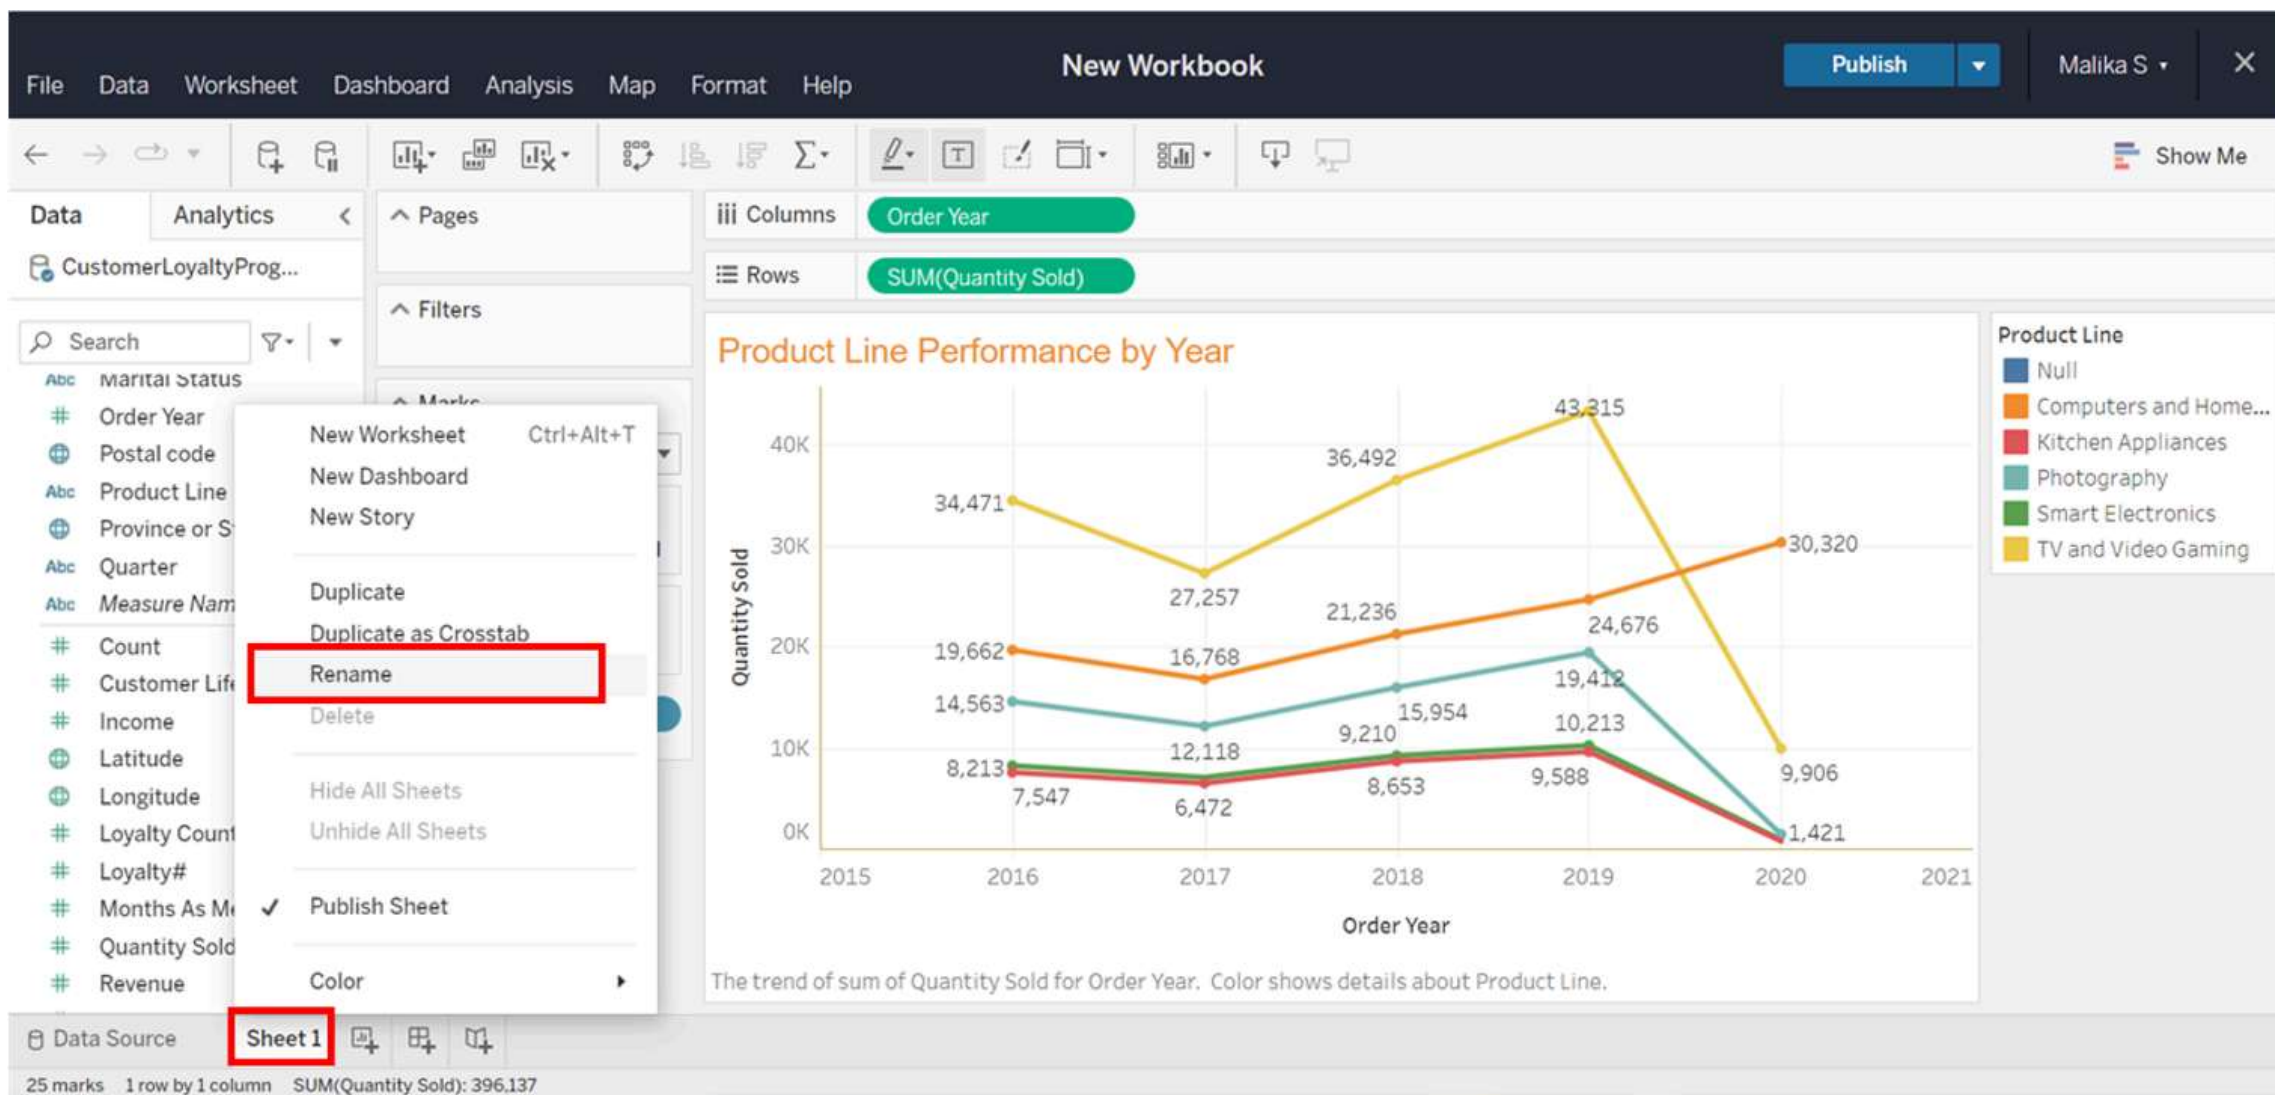 New Workbook
File Data Worksheet Dashboard Analysis Map Format Help
Publish
Malika S
Show Me
Data Analytics
CustomerLoyaltyProg...
Search
Abc Marital Status
# Order Year
Postal code
Abc Product Line
Province or S
Abc Quarter
Abc Measure Nam
# Count
# Customer Life
# Income
Latitude
Longitude
# Loyalty Count
# Loyalty#
# Months As Me
# Quantity Sold
# Revenue
Pages
Filters
Marks
New Worksheet Ctrl+Alt+T
New Dashboard
New Story
Duplicate
Duplicate as Crosstab
Rename
Delete
Hide All Sheets
Unhide All Sheets
Publish Sheet
Color
Columns Order Year
Rows SUM(Quantity Sold)
Product Line Performance by Year
Quantity Sold
40K
30K
20K
10K
0K
34,471
27,257
36,492
43,315
9,906
19,662
16,768
21,236
24,676
30,320
14,563
12,118
15,954
19,412
1,421
8,213
9,210
10,213
7,547
6,472
8,653
9,588
2015 2016 2017 2018 2019 2020 2021
Order Year
The trend of sum of Quantity Sold for Order Year. Color shows details about Product Line.
Product Line
Null
Computers and Home...
Kitchen Appliances
Photography
Smart Electronics
TV and Video Gaming
Data Source Sheet 1
25 marks 1 row by 1 column SUM(Quantity Sold): 396,137